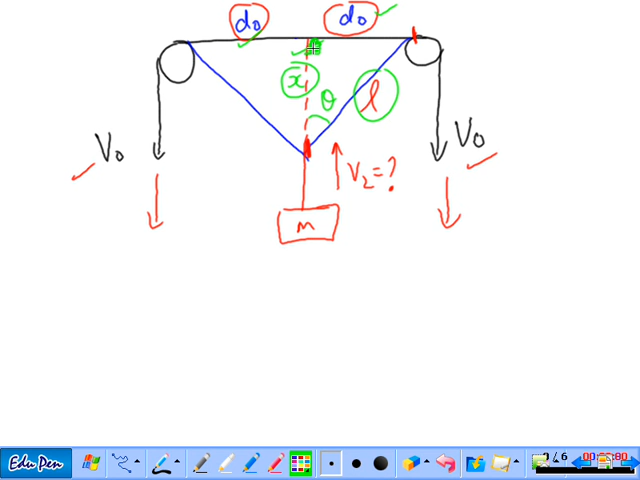 d₀ d₀
x θ l
V₀ V₀
V₂ = ?
m
Edu Pen